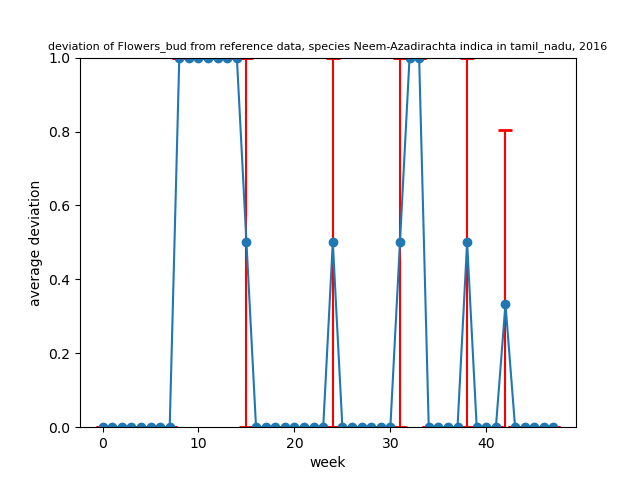 deviation of Flowers_bud from reference data, species Neem-Azadirachta indica in tamil_nadu, 2016
1.0
0.8
0.6
0.4
0.2
0.0
average deviation
0 10 20 30 40
week